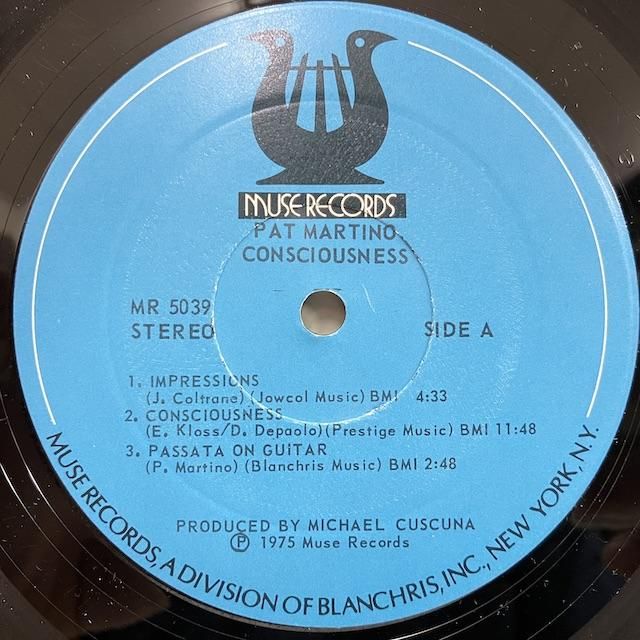 MUSE RECORDS
PAT MARTINO
CONSCIOUSNESS
MR 5039
STEREO
SIDE A
1. IMPRESSIONS
(J. Coltrane) (Jowcol Music) BMI 4:33
2. CONSCIOUSNESS
(E. Kloss/D. Depaolo) (Prestige Music) BMI 11:48
3. PASSATA ON GUITAR
(P. Martino) (Blanchris Music) BMI 2:48
PRODUCED BY MICHAEL CUSCUNA
Ⓟ 1975 Muse Records
MUSE RECORDS, A DIVISION OF BLANCHRIS, INC., NEW YORK, N.Y.